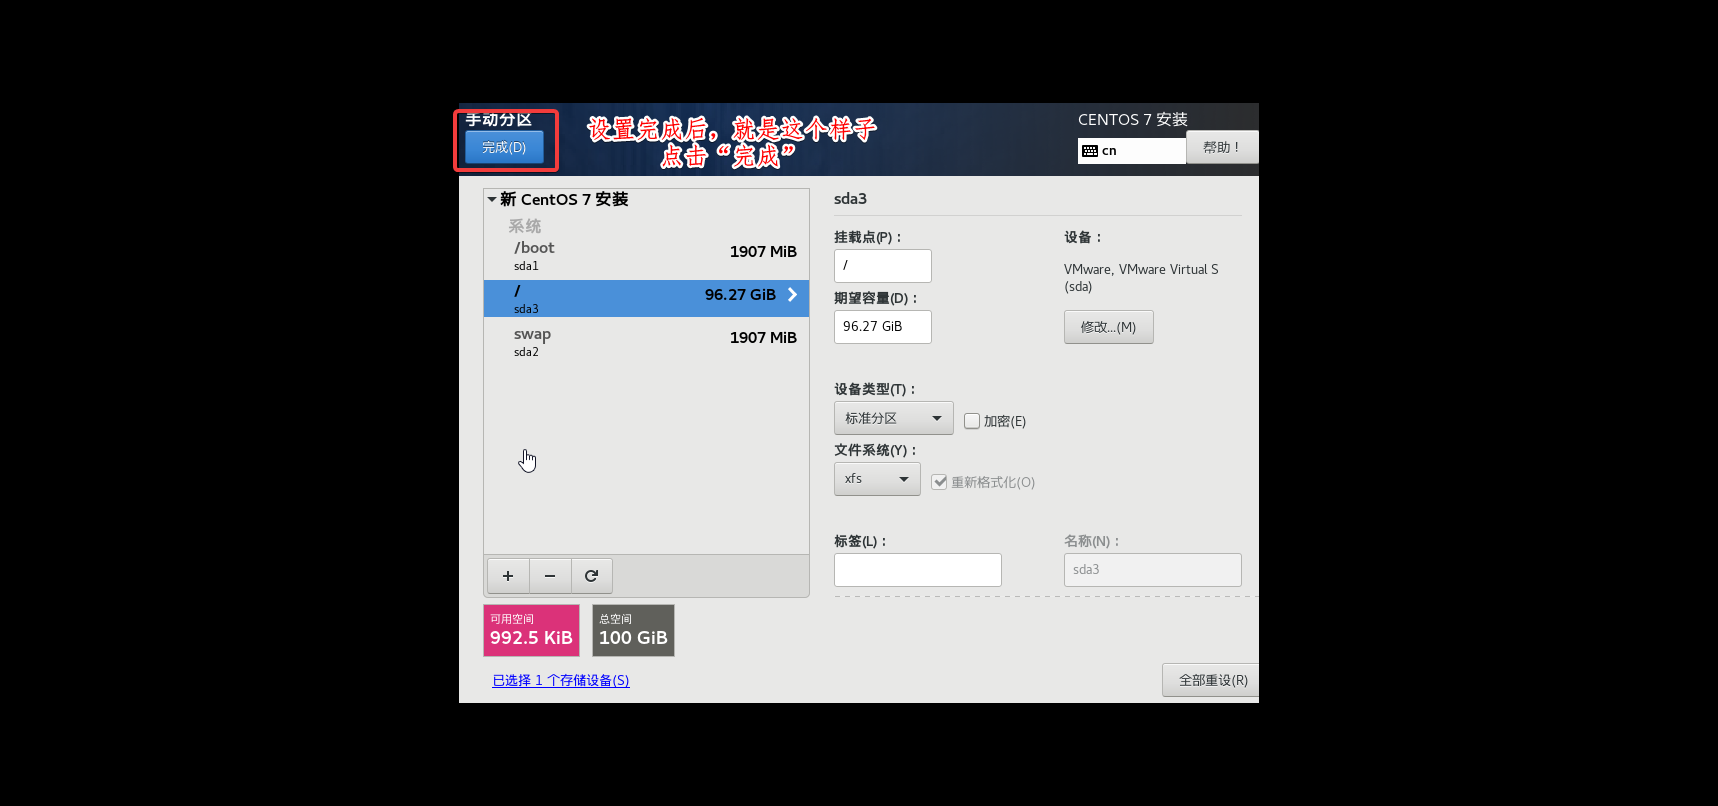 手动分区
完成(D)
设置完成后，就是这个样子
点击“完成”
CENTOS 7 安装
cn
帮助！
新 CentOS 7 安装
系统
/boot
1907 MiB
sda1
/
96.27 GiB
sda3
swap
1907 MiB
sda2
sda3
挂载点(P)：
/
期望容量(D)：
96.27 GiB
设备：
VMware, VMware Virtual S
(sda)
修改...(M)
设备类型(T)：
标准分区
加密(E)
文件系统(Y)：
xfs
重新格式化(O)
标签(L)：
名称(N)：
sda3
可用空间
992.5 KiB
总空间
100 GiB
已选择 1 个存储设备(S)
全部重设(R)